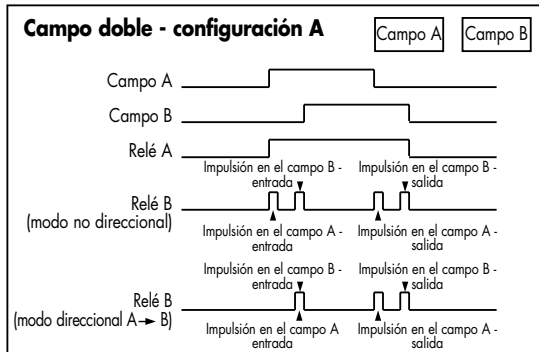 Campo doble - configuración A
Campo A
Campo B
Campo A
Campo B
Relé A
Impulsión en el campo B -
entrada
Impulsión en el campo B -
salida
Relé B
(modo no direccional)
Impulsión en el campo A -
entrada
Impulsión en el campo A -
salida
Impulsión en el campo B -
entrada
Impulsión en el campo B -
salida
Relé B
(modo direccional A→ B)
Impulsión en el campo A
entrada
Impulsión en el campo A -
salida